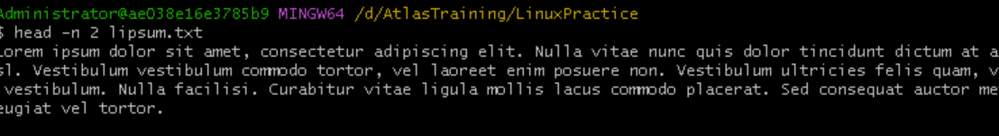 Administrator@ae038e16e3785b9 MINGW64 /d/AtlasTraining/LinuxPractice
$ head -n 2 lipsum.txt
Lorem ipsum dolor sit amet, consectetur adipiscing elit. Nulla vitae nunc quis dolor tincidunt dictum at a
sl. Vestibulum vestibulum commodo tortor, vel laoreet enim posuere non. Vestibulum ultricies felis quam, v
vestibulum. Nulla facilisi. Curabitur vitae ligula mollis lacus commodo placerat. Sed consequat auctor me
eugiat vel tortor.